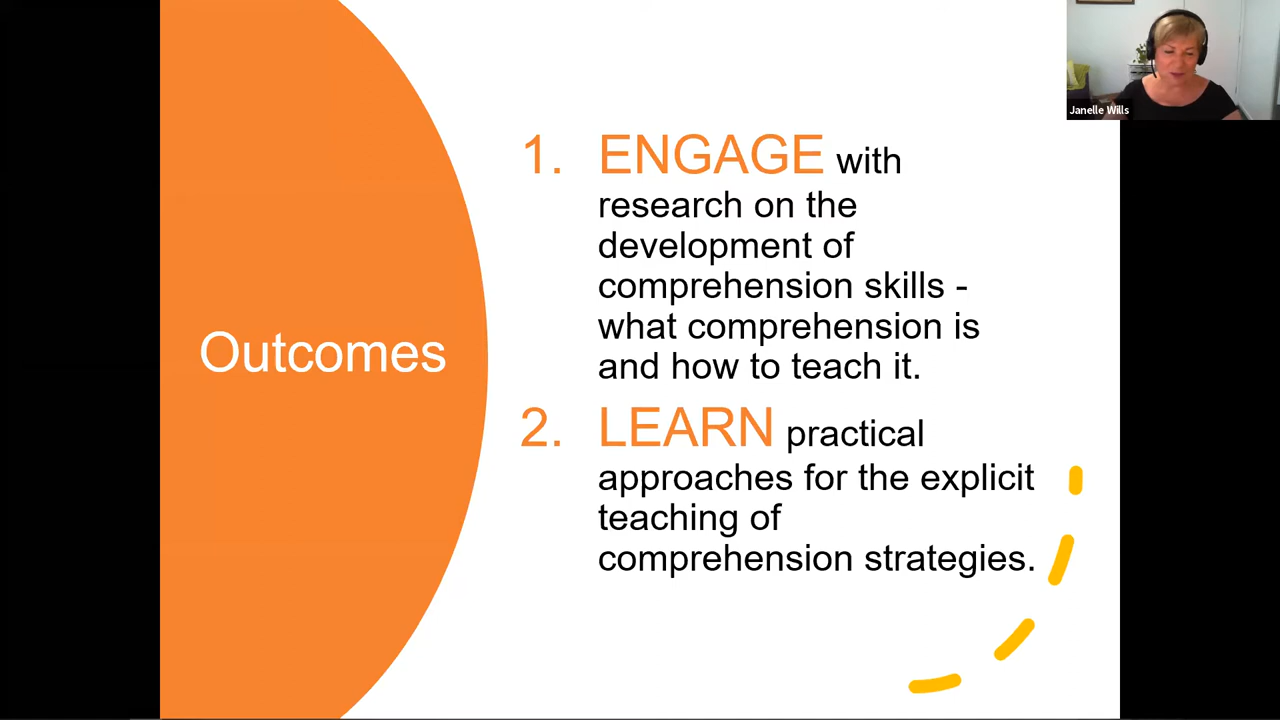 Outcomes
1. ENGAGE with
research on the
development of
comprehension skills -
what comprehension is
and how to teach it.
2. LEARN practical
approaches for the explicit
teaching of
comprehension strategies.
Janelle Wills